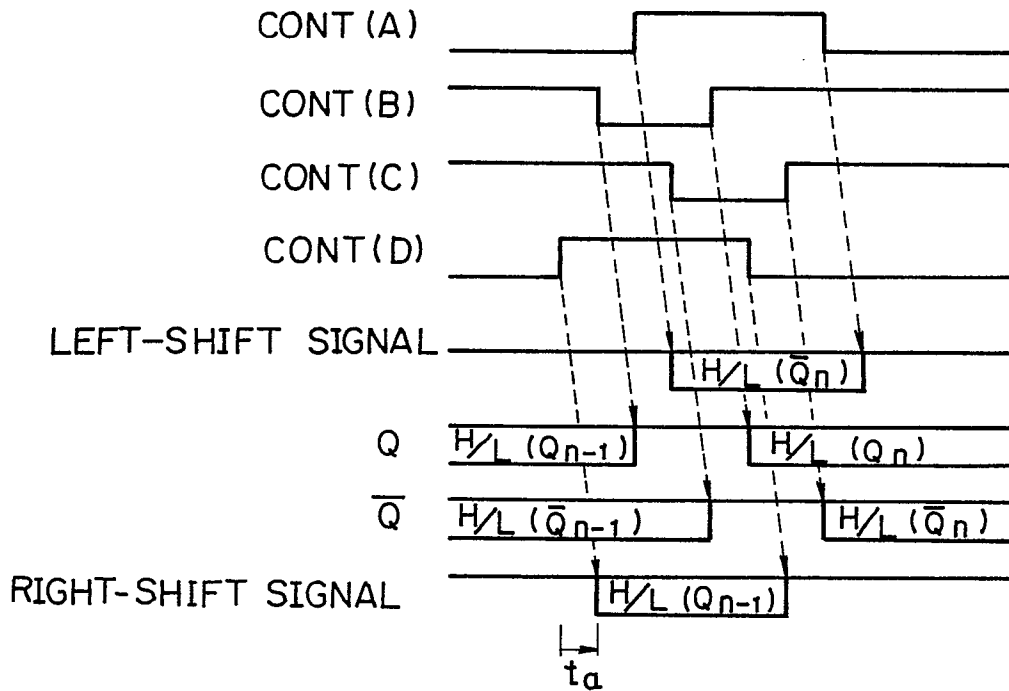 CONT(A)
CONT(B)
CONT(C)
CONT(D)
LEFT-SHIFT SIGNAL
H/L (Q̅n)
Q H/L (Qn-1) H/L (Qn)
Q̅ H/L (Q̅n-1) H/L (Q̅n)
RIGHT-SHIFT SIGNAL H/L (Qn-1)
ta